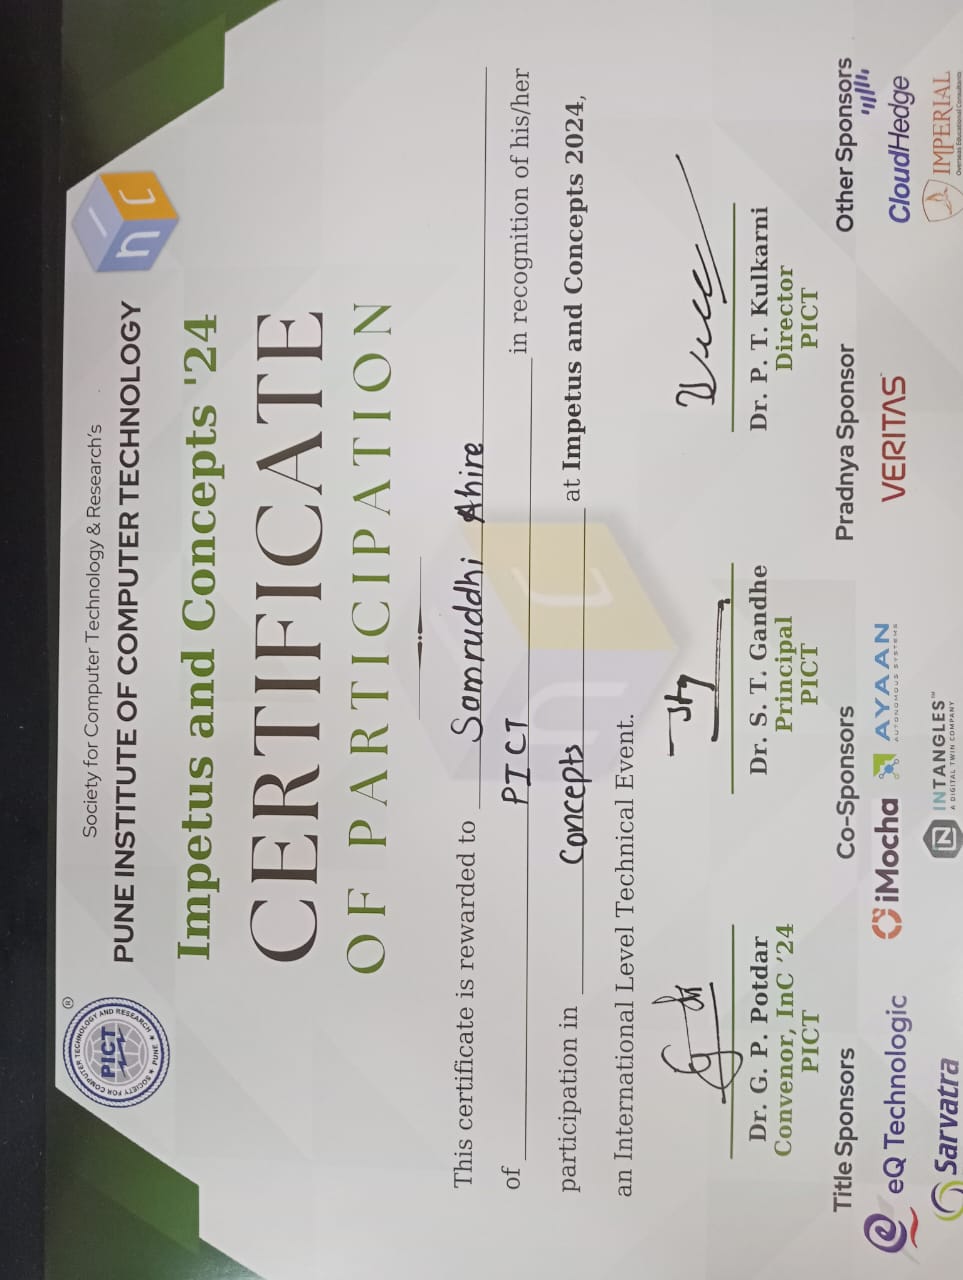 Society for Computer Technology & Research's
PUNE INSTITUTE OF COMPUTER TECHNOLOGY
SOCIETY FOR COMPUTER TECHNOLOGY AND RESEARCH ★ PUNE ★
PICT
®
InC
Impetus and Concepts '24
CERTIFICATE
OF PARTICIPATION
This certificate is rewarded to Samruddhi Ahire
of PICT in recognition of his/her
participation in Concepts at Impetus and Concepts 2024,
an International Level Technical Event.
Dr. G. P. Potdar
Convenor, InC '24
PICT
Dr. S. T. Gandhe
Principal
PICT
Dr. P. T. Kulkarni
Director
PICT
Title Sponsors
eQ Technologic
Sarvatra
Co-Sponsors
iMocha
AYAAN
AUTONOMOUS SYSTEMS
INTANGLES™
A DIGITAL TWIN COMPANY
Pradnya Sponsor
VERITAS™
Other Sponsors
CloudHedge
IMPERIAL
Overseas Educational Consultants